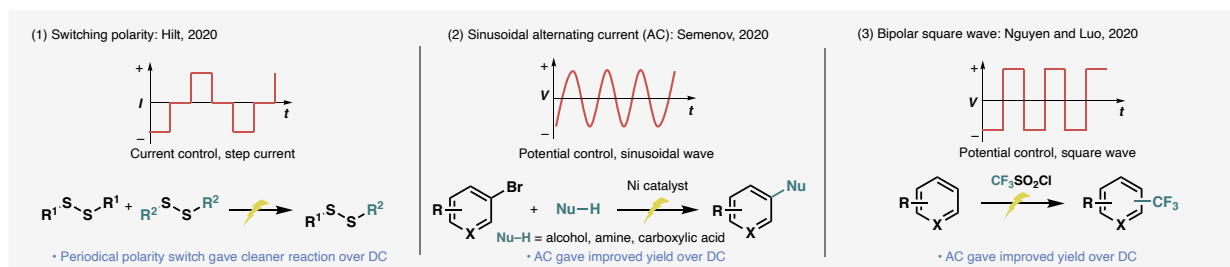 (1) Switching polarity: Hilt, 2020
+
I
t
−
Current control, step current
R¹ S S R¹ + R² S S R² R¹ S S R²
• Periodical polarity switch gave cleaner reaction over DC
(2) Sinusoidal alternating current (AC): Semenov, 2020
+
V
t
−
Potential control, sinusoidal wave
R X Br + Nu–H Ni catalyst R X Nu
Nu–H = alcohol, amine, carboxylic acid
• AC gave improved yield over DC
(3) Bipolar square wave: Nguyen and Luo, 2020
+
V
t
−
Potential control, square wave
R X CF₃SO₂Cl R X CF₃
• AC gave improved yield over DC